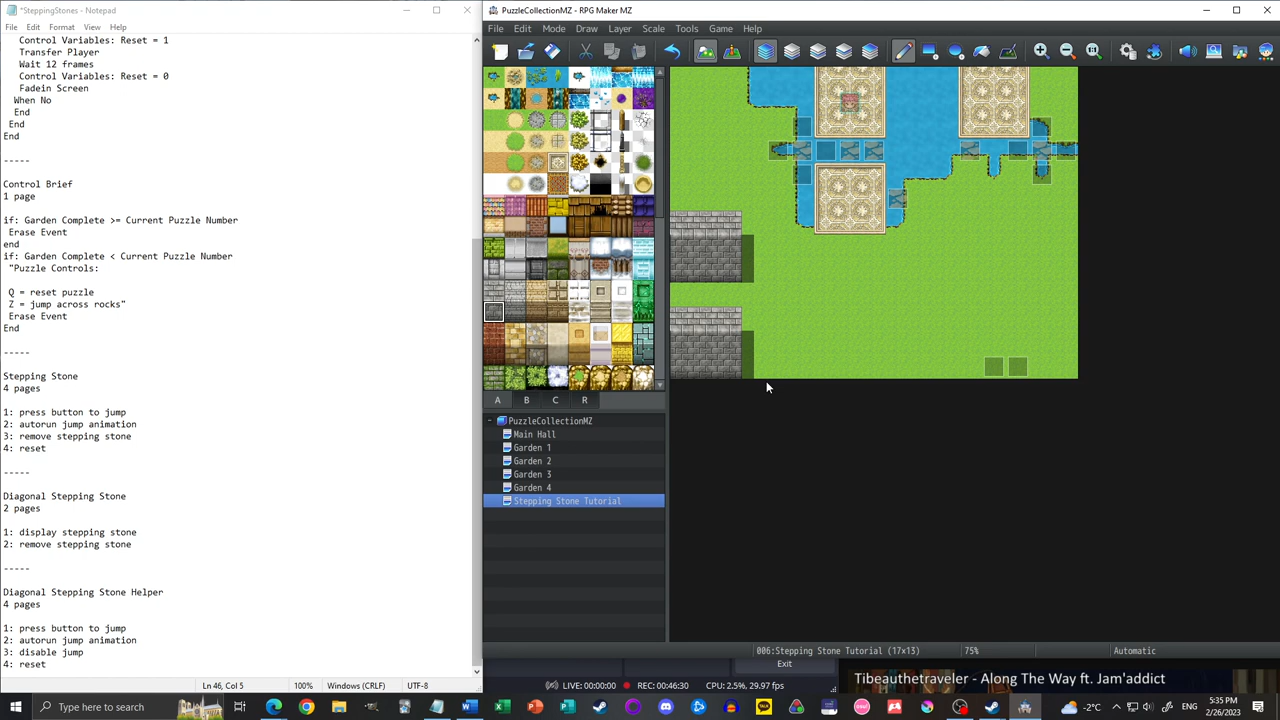 *SteppingStones - Notepad
File Edit Format View Help
Control Variables: Reset = 1
Transfer Player
Wait 12 frames
Control Variables: Reset = 0
Fadein Screen
When No
End
End
End
-----
Control Brief
1 page
if: Garden Complete >= Current Puzzle Number
Erase Event
end
if: Garden Complete < Current Puzzle Number
"Puzzle Controls:
Q = reset puzzle
Z = jump across rocks"
Erase Event
End
-----
Stepping Stone
4 pages
1: press button to jump
2: autorun jump animation
3: remove stepping stone
4: reset
-----
Diagonal Stepping Stone
2 pages
1: display stepping stone
2: remove stepping stone
-----
Diagonal Stepping Stone Helper
4 pages
1: press button to jump
2: autorun jump animation
3: disable jump
4: reset
Ln 46, Col 5 100% Windows (CRLF) UTF-8
PuzzleCollectionMZ - RPG Maker MZ
File Edit Mode Draw Layer Scale Tools Game Help
A B C R
PuzzleCollectionMZ
Main Hall
Garden 1
Garden 2
Garden 3
Garden 4
Stepping Stone Tutorial
006:Stepping Stone Tutorial (17x13) 75% Automatic
Exit
LIVE: 00:00:00 REC: 00:46:30 CPU: 2.5%, 29.97 fps
Tibeauthetraveler - Along The Way ft. Jam'addict
Type here to search
-2°C
5:35 PM
2/26/2023